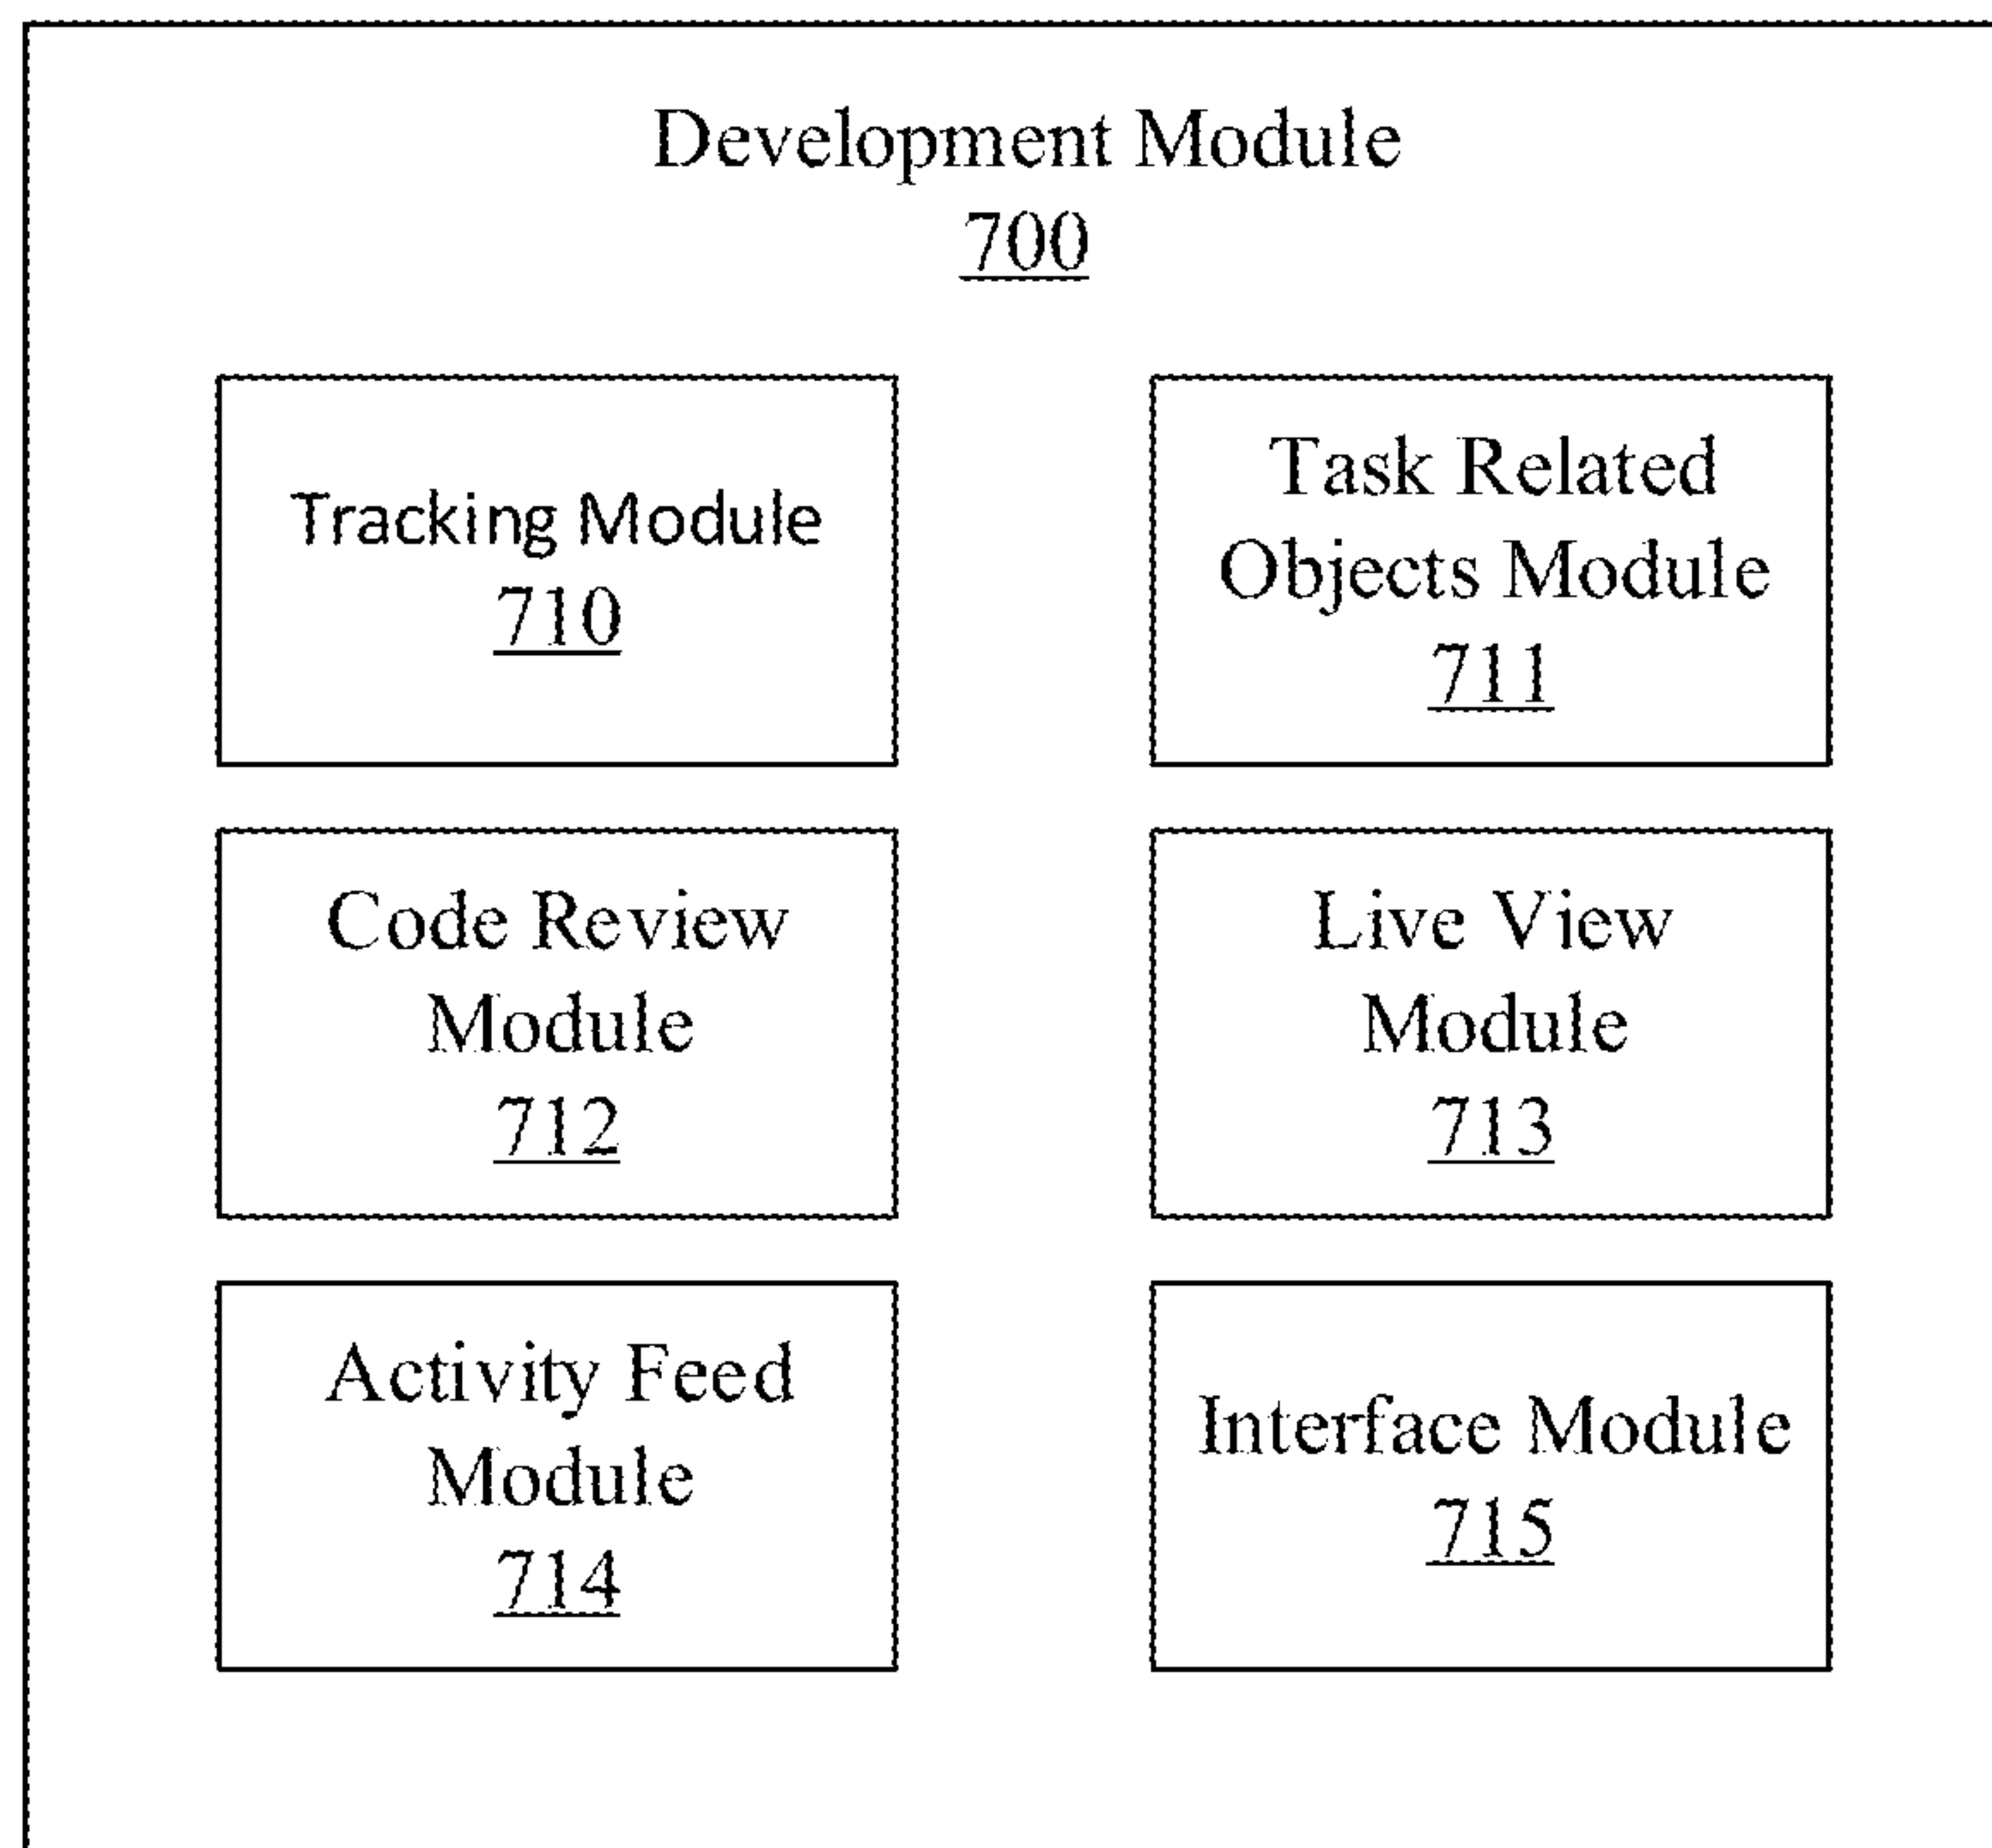 Development Module
700
Tracking Module
710
Task Related
Objects Module
711
Code Review
Module
712
Live View
Module
713
Activity Feed
Module
714
Interface Module
715